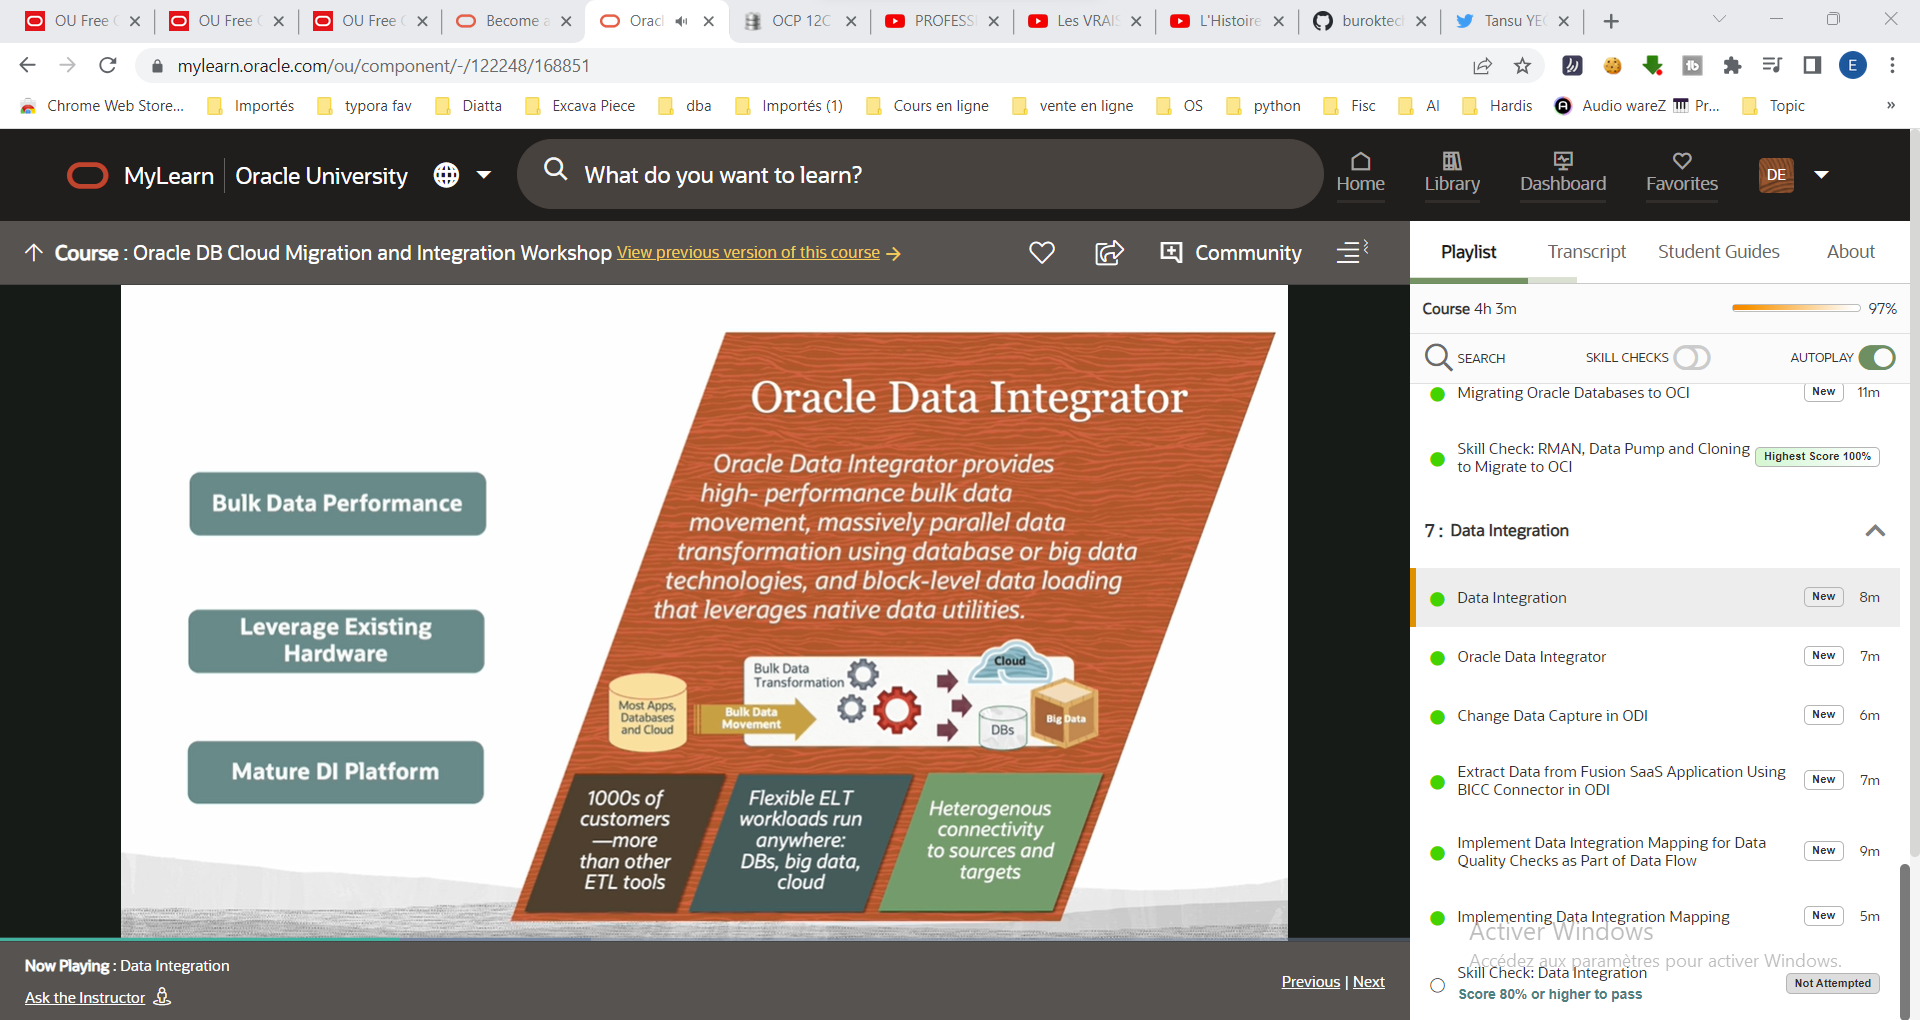 OU Free
OU Free
OU Free
Become a
Oracl
OCP 12C
PROFESS
Les VRAI
L'Histoire
buroktec
Tansu YE
mylearn.oracle.com/ou/component/-/122248/168851
E
Chrome Web Store...
Importés
typora fav
Diatta
Excava Piece
dba
Importés (1)
Cours en ligne
vente en ligne
OS
python
Fisc
AI
Hardis
Audio wareZ
Pr...
Topic
»
MyLearn
Oracle University
What do you want to learn?
Home
Library
Dashboard
Favorites
DE
Course : Oracle DB Cloud Migration and Integration Workshop View previous version of this course
Community
Playlist
Transcript
Student Guides
About
Course 4h 3m
97%
SEARCH
SKILL CHECKS
AUTOPLAY
Bulk Data Performance
Leverage Existing
Hardware
Mature DI Platform
Oracle Data Integrator
Oracle Data Integrator provides
high- performance bulk data
movement, massively parallel data
transformation using database or big data
technologies, and block-level data loading
that leverages native data utilities.
Most Apps,
Databases
and Cloud
Bulk Data
Movement
Bulk Data
Transformation
Cloud
DBs
Big Data
1000s of
customers
—more
than other
ETL tools
Flexible ELT
workloads run
anywhere:
DBs, big data,
cloud
Heterogenous
connectivity
to sources and
targets
Migrating Oracle Databases to OCI
New
11m
Skill Check: RMAN, Data Pump and Cloning
to Migrate to OCI
Highest Score 100%
7 : Data Integration
Data Integration
New
8m
Oracle Data Integrator
New
7m
Change Data Capture in ODI
New
6m
Extract Data from Fusion SaaS Application Using
BICC Connector in ODI
New
7m
Implement Data Integration Mapping for Data
Quality Checks as Part of Data Flow
New
9m
Implementing Data Integration Mapping
New
5m
Activer Windows
Accédez aux paramètres pour activer Windows.
Skill Check: Data Integration
Score 80% or higher to pass
Not Attempted
Now Playing : Data Integration
Ask the Instructor
Previous | Next